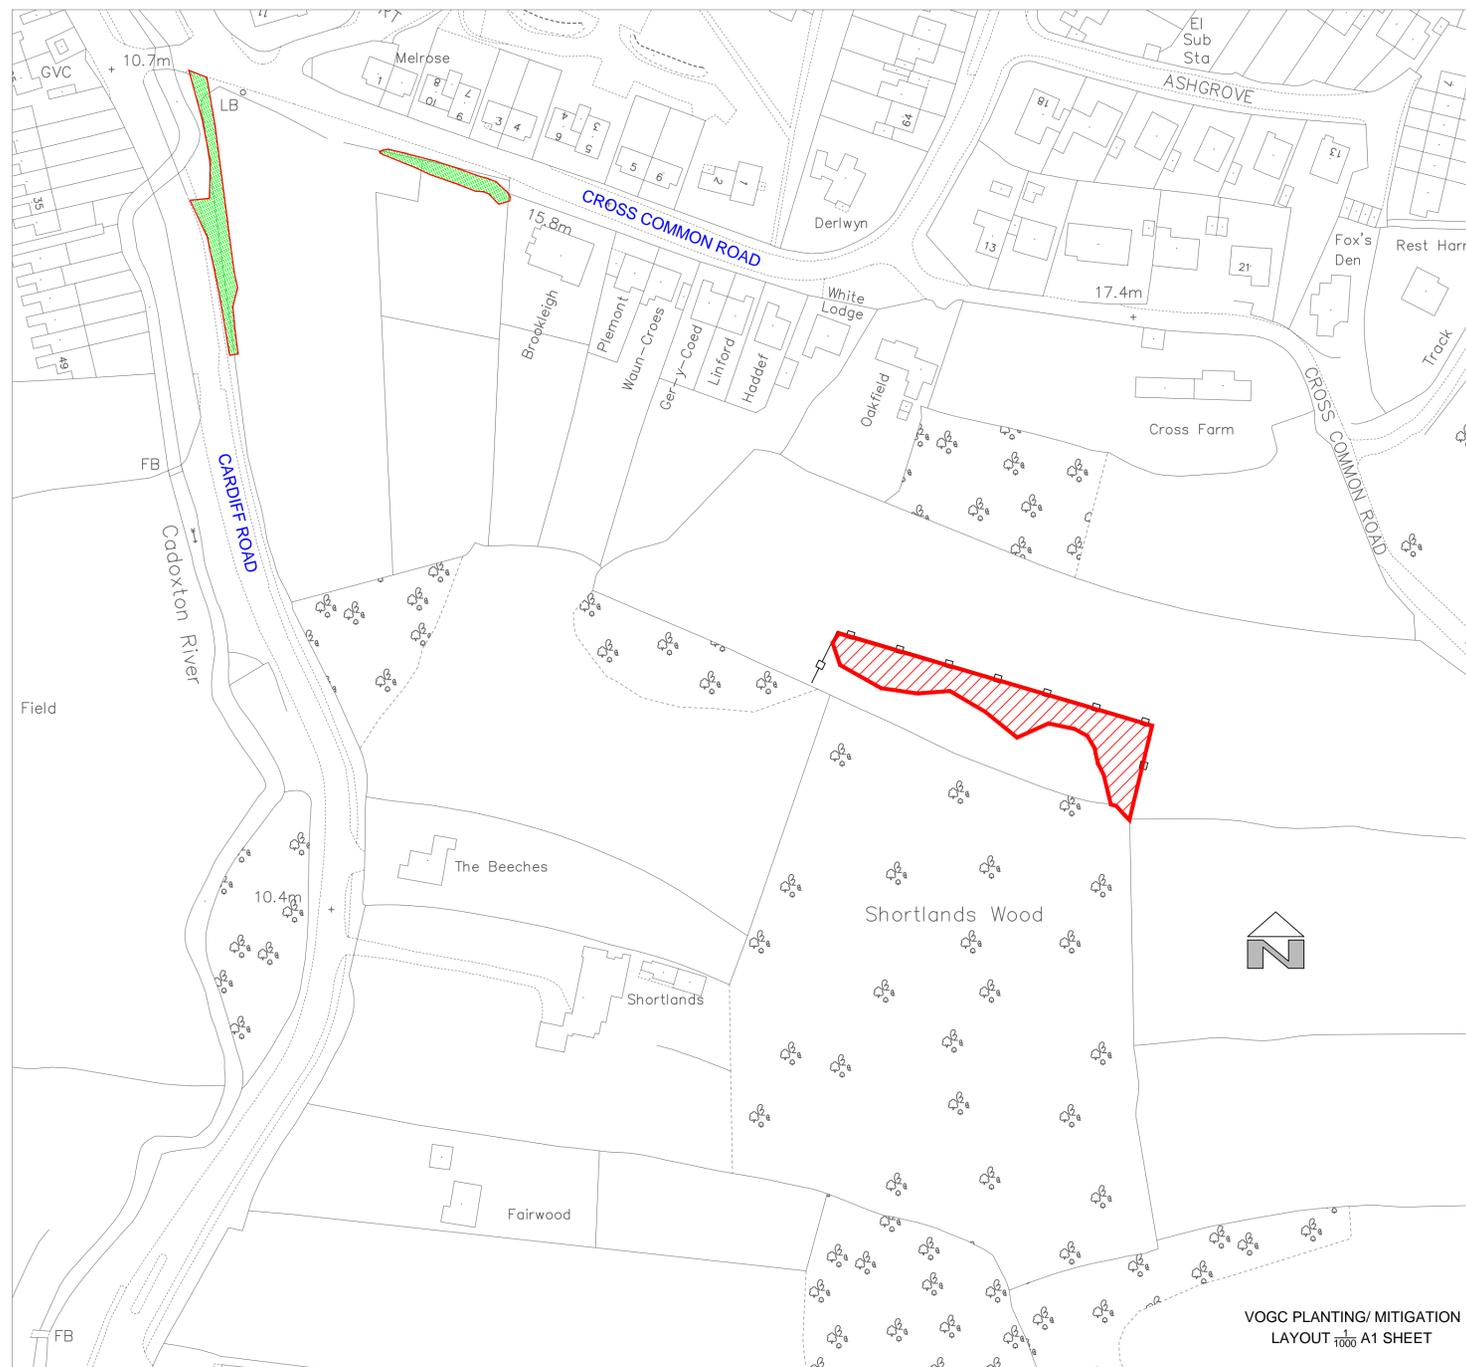 11
RT
El
Sub
Sta
GVC
10.7m
Melrose
1
8
10
7
9
3
4
4
6
3
5
5
6
2
1
64
18
ASHGROVE
13
7
LB
35
49
CROSS COMMON ROAD
15.8m
Derlwyn
13
21
17.4m
Fox's
Den
Rest Harr
White
Lodge
Brookleigh
Plemont
Waun-Croes
Ger-y-Coed
Linford
Haddef
Oakfield
Cross Farm
Track
CROSS COMMON ROAD
FB
CARDIFF ROAD
Cadoxton River
Field
The Beeches
10.4m
Shortlands Wood
N
Shortlands
Fairwood
FB
VOGC PLANTING/ MITIGATION
LAYOUT 1/1000 A1 SHEET